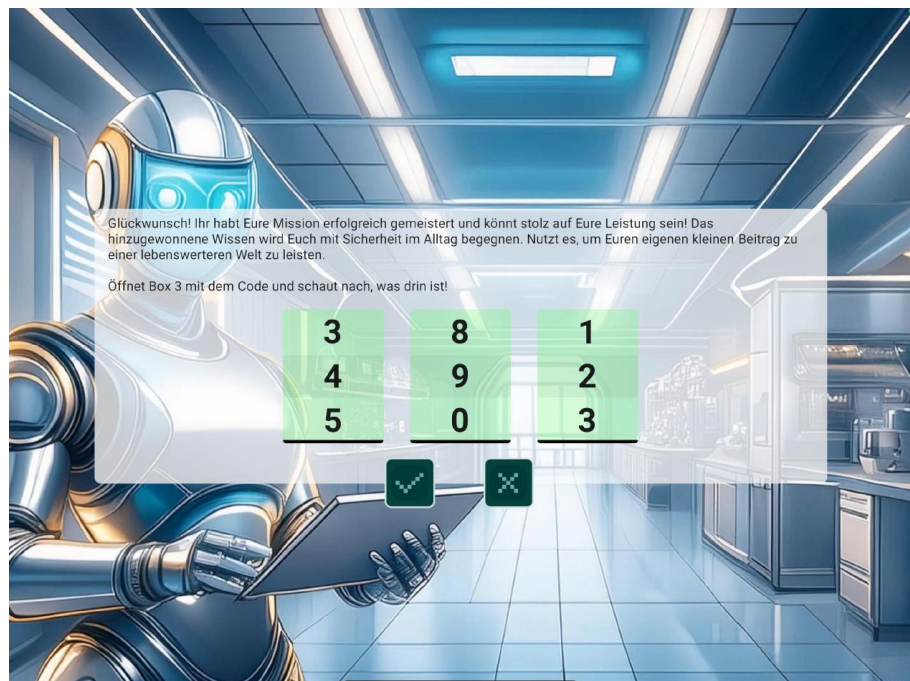 Glückwunsch! Ihr habt Eure Mission erfolgreich gemeistert und könnt stolz auf Eure Leistung sein! Das
hinzugewonnene Wissen wird Euch mit Sicherheit im Alltag begegnen. Nutzt es, um Euren eigenen kleinen Beitrag zu
einer lebenswerteren Welt zu leisten.
Öffnet Box 3 mit dem Code und schaut nach, was drin ist!
3 8 1
4 9 2
5 0 3